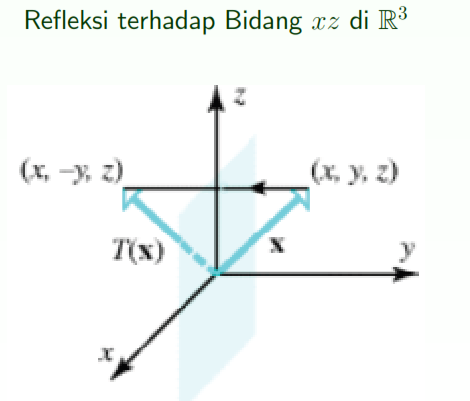 Refleksi terhadap Bidang xz di ℝ³
z
(x, −y, z)
(x, y, z)
T(x)
x
y
x